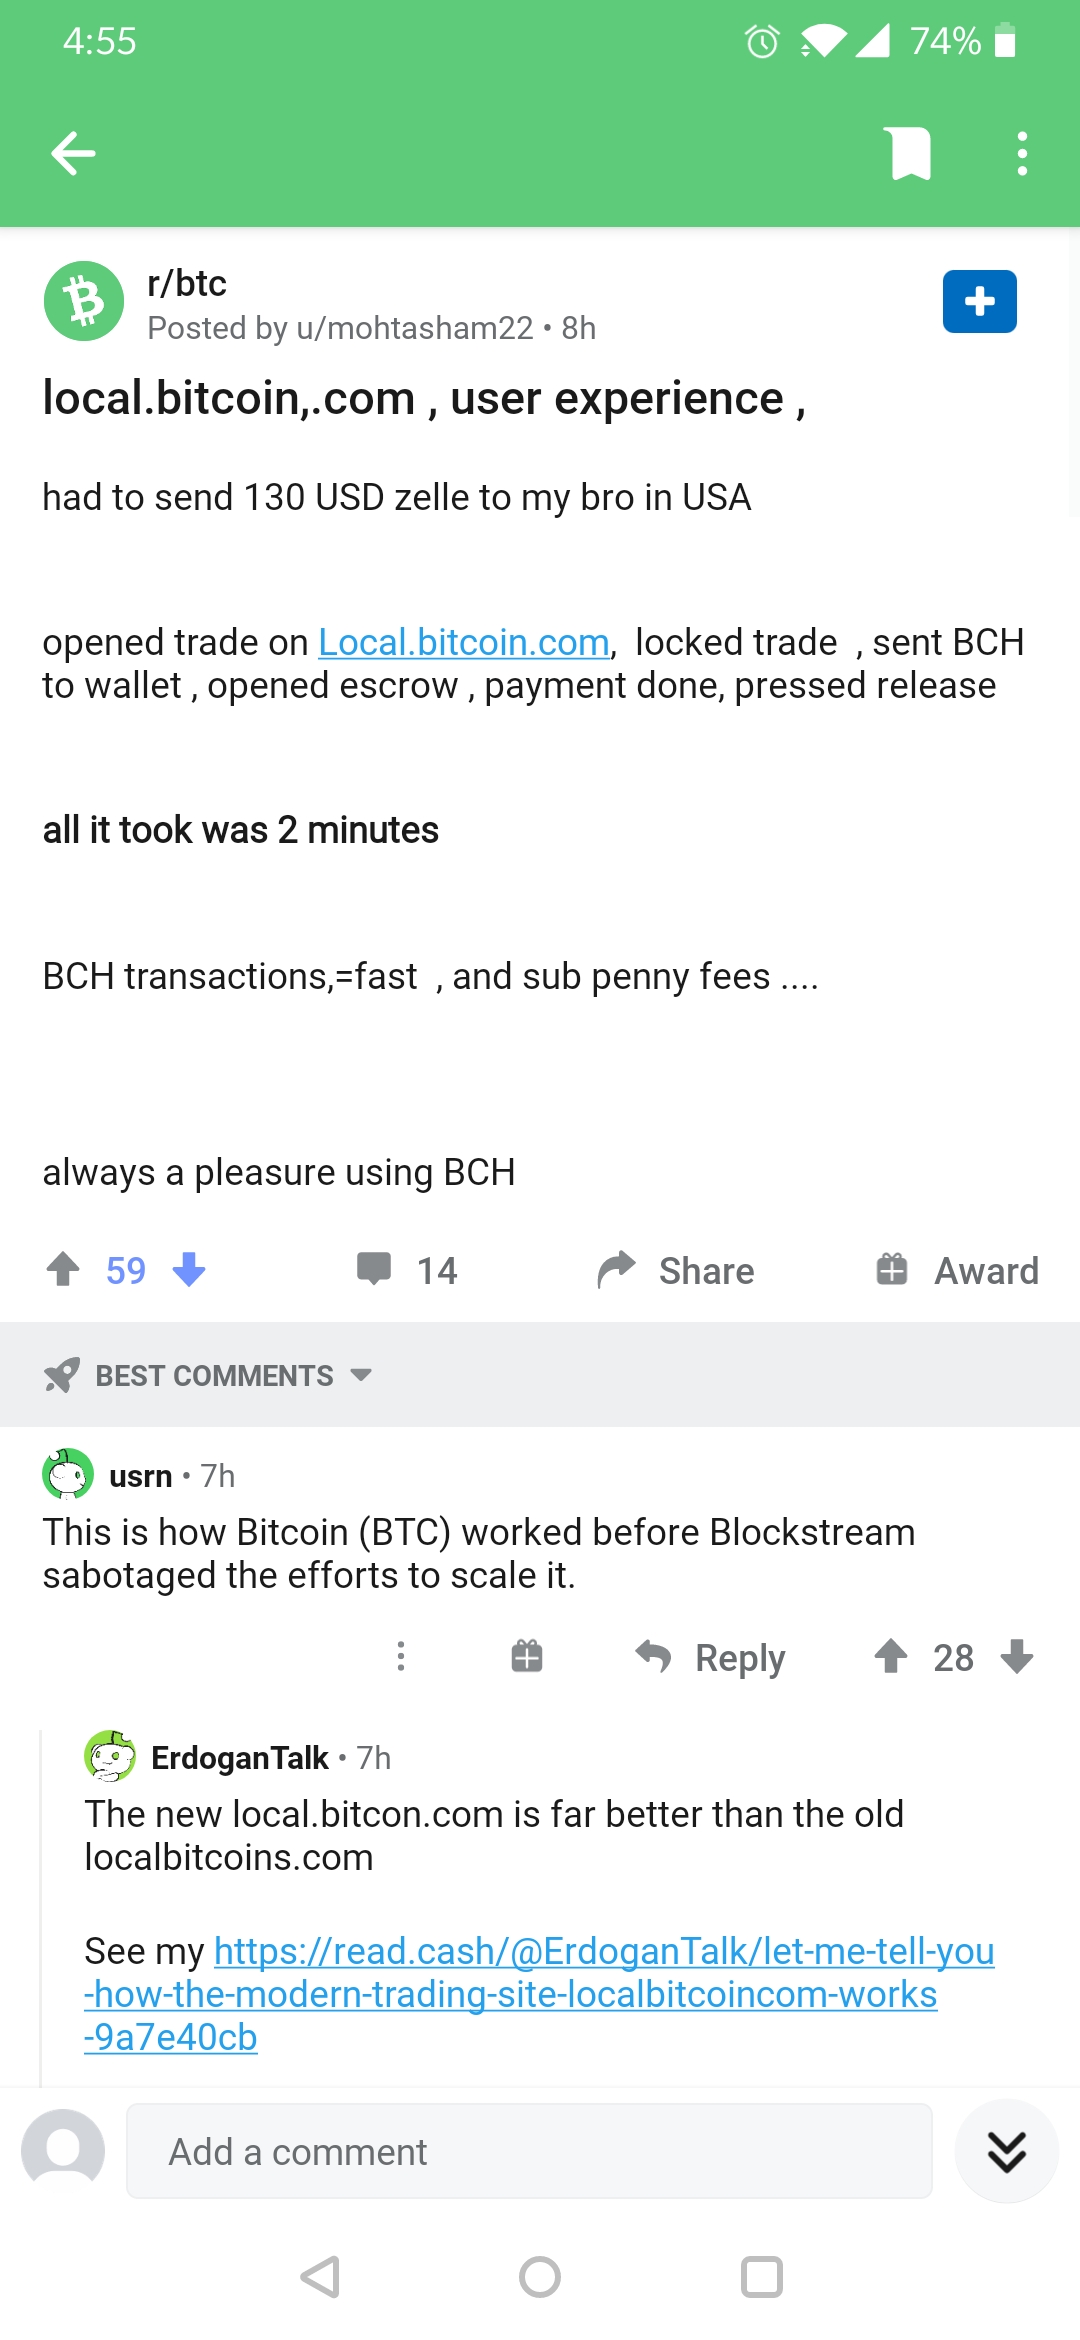 4:55
74%
r/btc
Posted by u/mohtasham22 • 8h
local.bitcoin,.com , user experience ,
had to send 130 USD zelle to my bro in USA
opened trade on Local.bitcoin.com,  locked trade  , sent BCH
to wallet , opened escrow , payment done, pressed release
all it took was 2 minutes
BCH transactions,=fast  , and sub penny fees ....
always a pleasure using BCH
59
14
Share
Award
BEST COMMENTS
usrn • 7h
This is how Bitcoin (BTC) worked before Blockstream
sabotaged the efforts to scale it.
Reply
28
ErdoganTalk • 7h
The new local.bitcon.com is far better than the old
localbitcoins.com
See my https://read.cash/@ErdoganTalk/let-me-tell-you
-how-the-modern-trading-site-localbitcoincom-works
-9a7e40cb
Add a comment